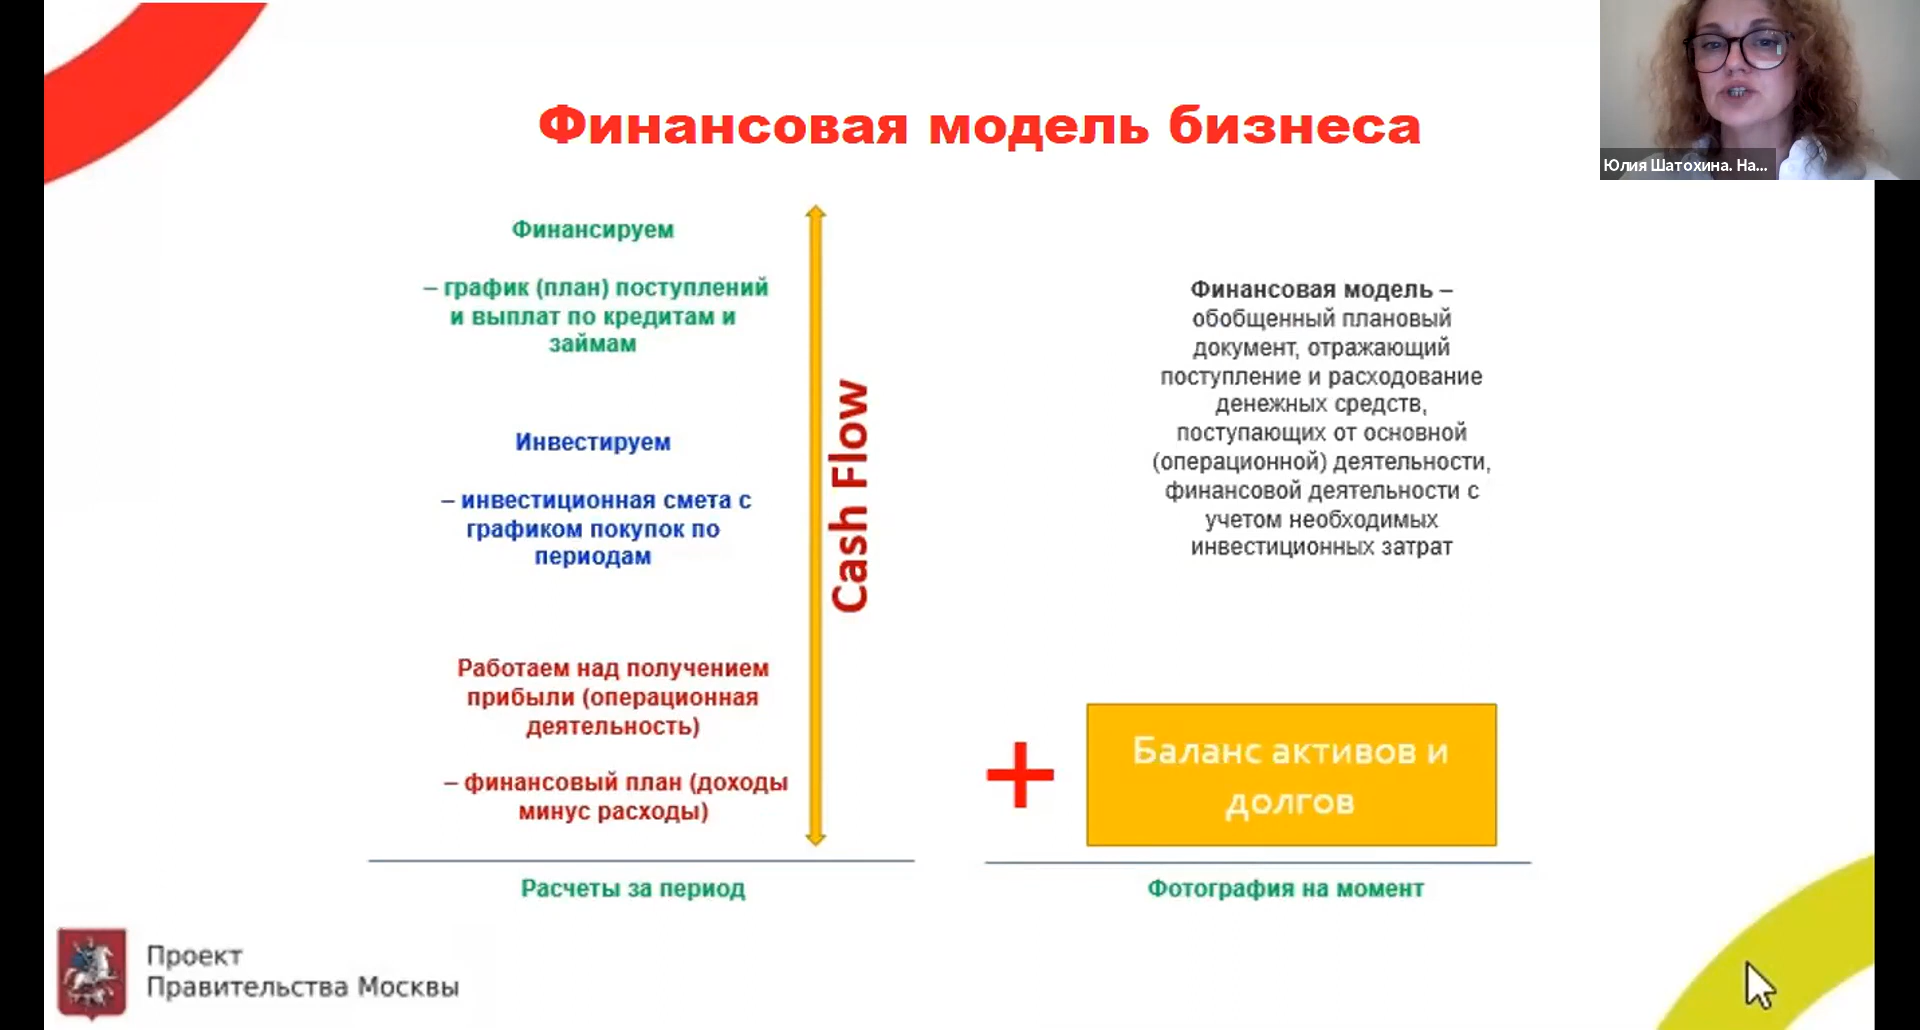 Финансовая модель бизнеса
Юлия Шатохина. На...
Финансируем
– график (план) поступлений
и выплат по кредитам и
займам
Инвестируем
– инвестиционная смета с
графиком покупок по
периодам
Работаем над получением
прибыли (операционная
деятельность)
– финансовый план (доходы
минус расходы)
Cash Flow
Расчеты за период
Финансовая модель –
обобщенный плановый
документ, отражающий
поступление и расходование
денежных средств,
поступающих от основной
(операционной) деятельности,
финансовой деятельности с
учетом необходимых
инвестиционных затрат
+
Баланс активов и
долгов
Фотография на момент
Проект
Правительства Москвы